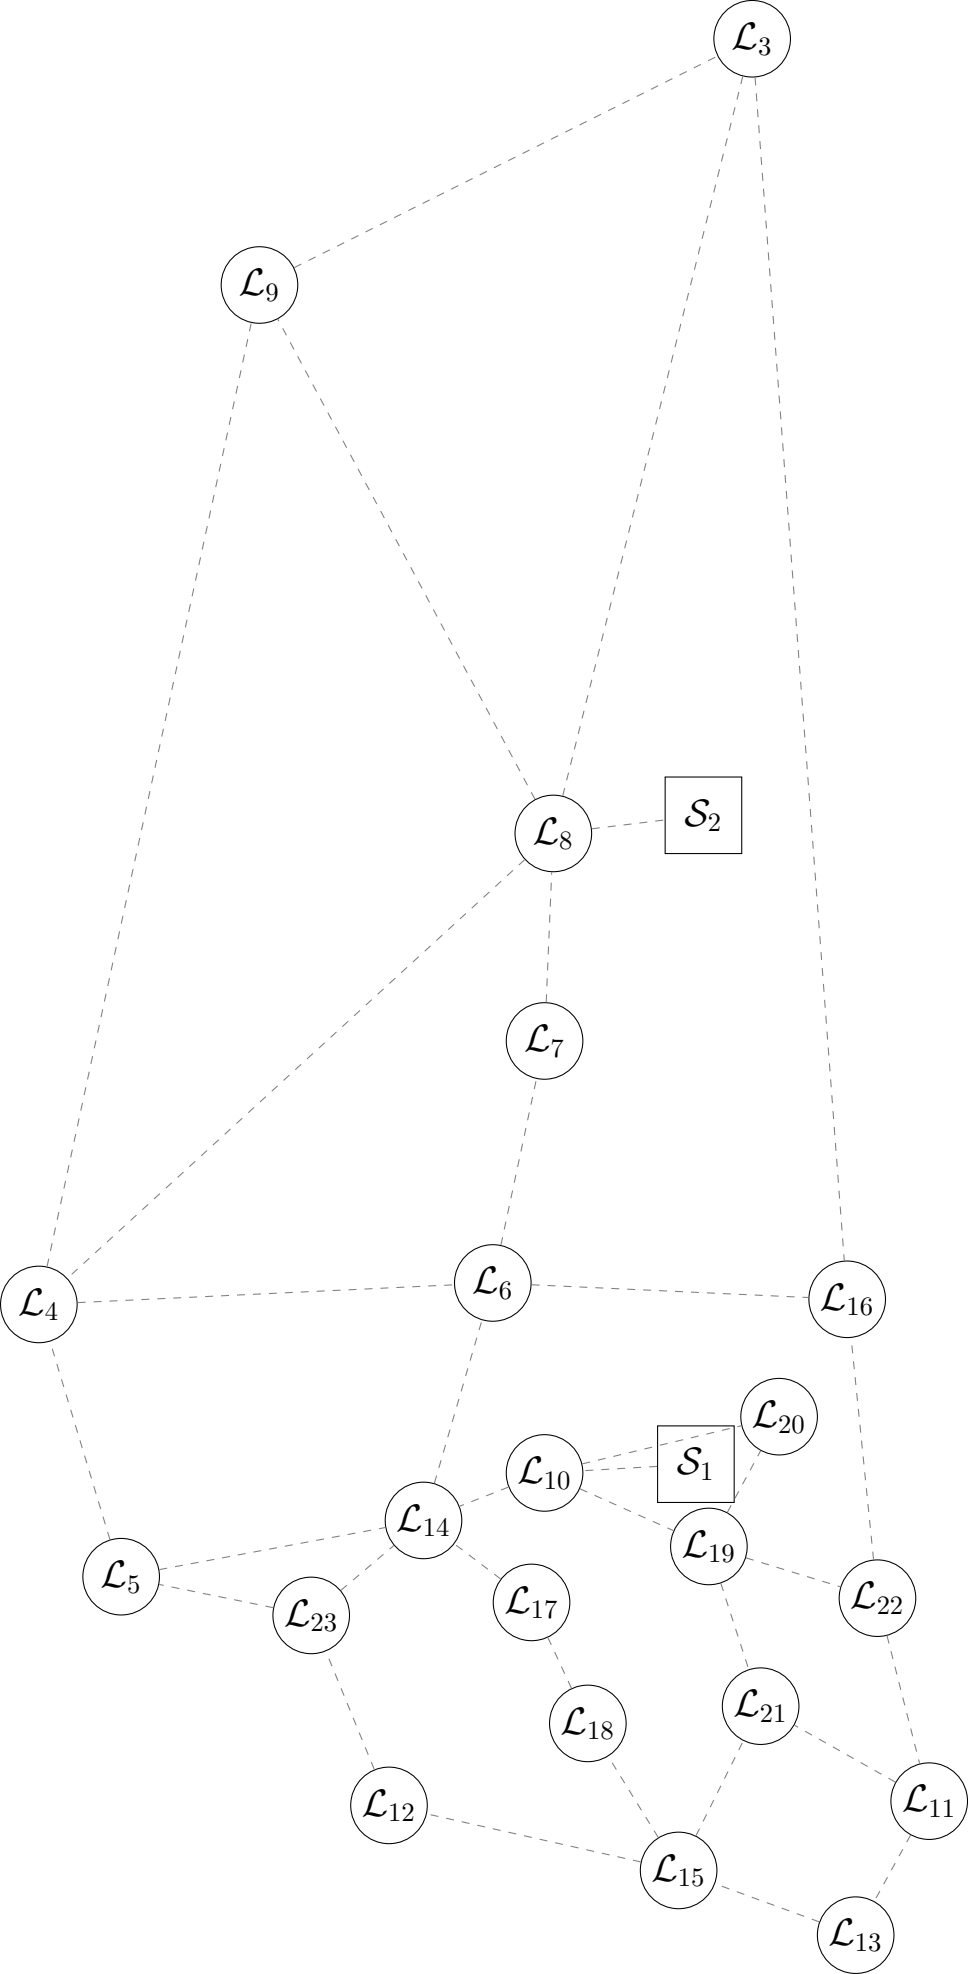 ℒ₃
ℒ₉
ℒ₈
𝒮₂
ℒ₇
ℒ₆
ℒ₄
ℒ₁₆
ℒ₂₀
𝒮₁
ℒ₁₀
ℒ₁₄
ℒ₁₉
ℒ₅
ℒ₂₂
ℒ₁₇
ℒ₂₃
ℒ₂₁
ℒ₁₈
ℒ₁₁
ℒ₁₂
ℒ₁₅
ℒ₁₃